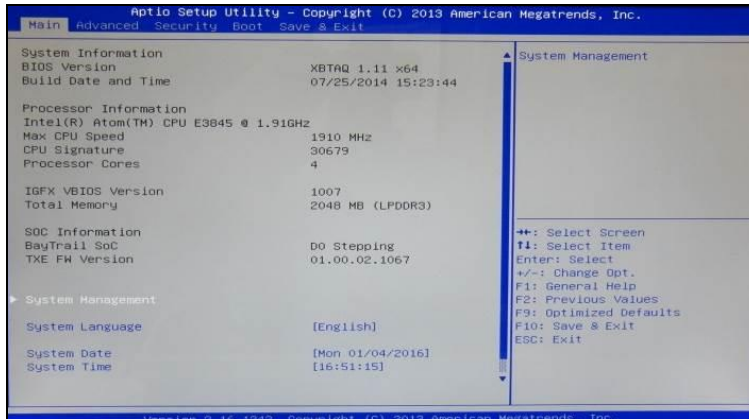 Aptio Setup Utility – Copyright (C) 2013 American Megatrends, Inc.
Main Advanced Security Boot Save & Exit
System Information
BIOS Version XBTAQ 1.11 x64
Build Date and Time 07/25/2014 15:23:44
Processor Information
Intel(R) Atom(TM) CPU E3845 @ 1.91GHz
Max CPU Speed 1910 MHz
CPU Signature 30679
Processor Cores 4
IGFX VBIOS Version 1007
Total Memory 2048 MB (LPDDR3)
SOC Information
BayTrail SoC D0 Stepping
TXE FW Version 01.00.02.1067
System Management
System Language [English]
System Date [Mon 01/04/2016]
System Time [16:51:15]
System Management
→←: Select Screen
↑↓: Select Item
Enter: Select
+/-: Change Opt.
F1: General Help
F2: Previous Values
F9: Optimized Defaults
F10: Save & Exit
ESC: Exit
Version 2.16.1242. Copyright (C) 2013 American Megatrends, Inc.